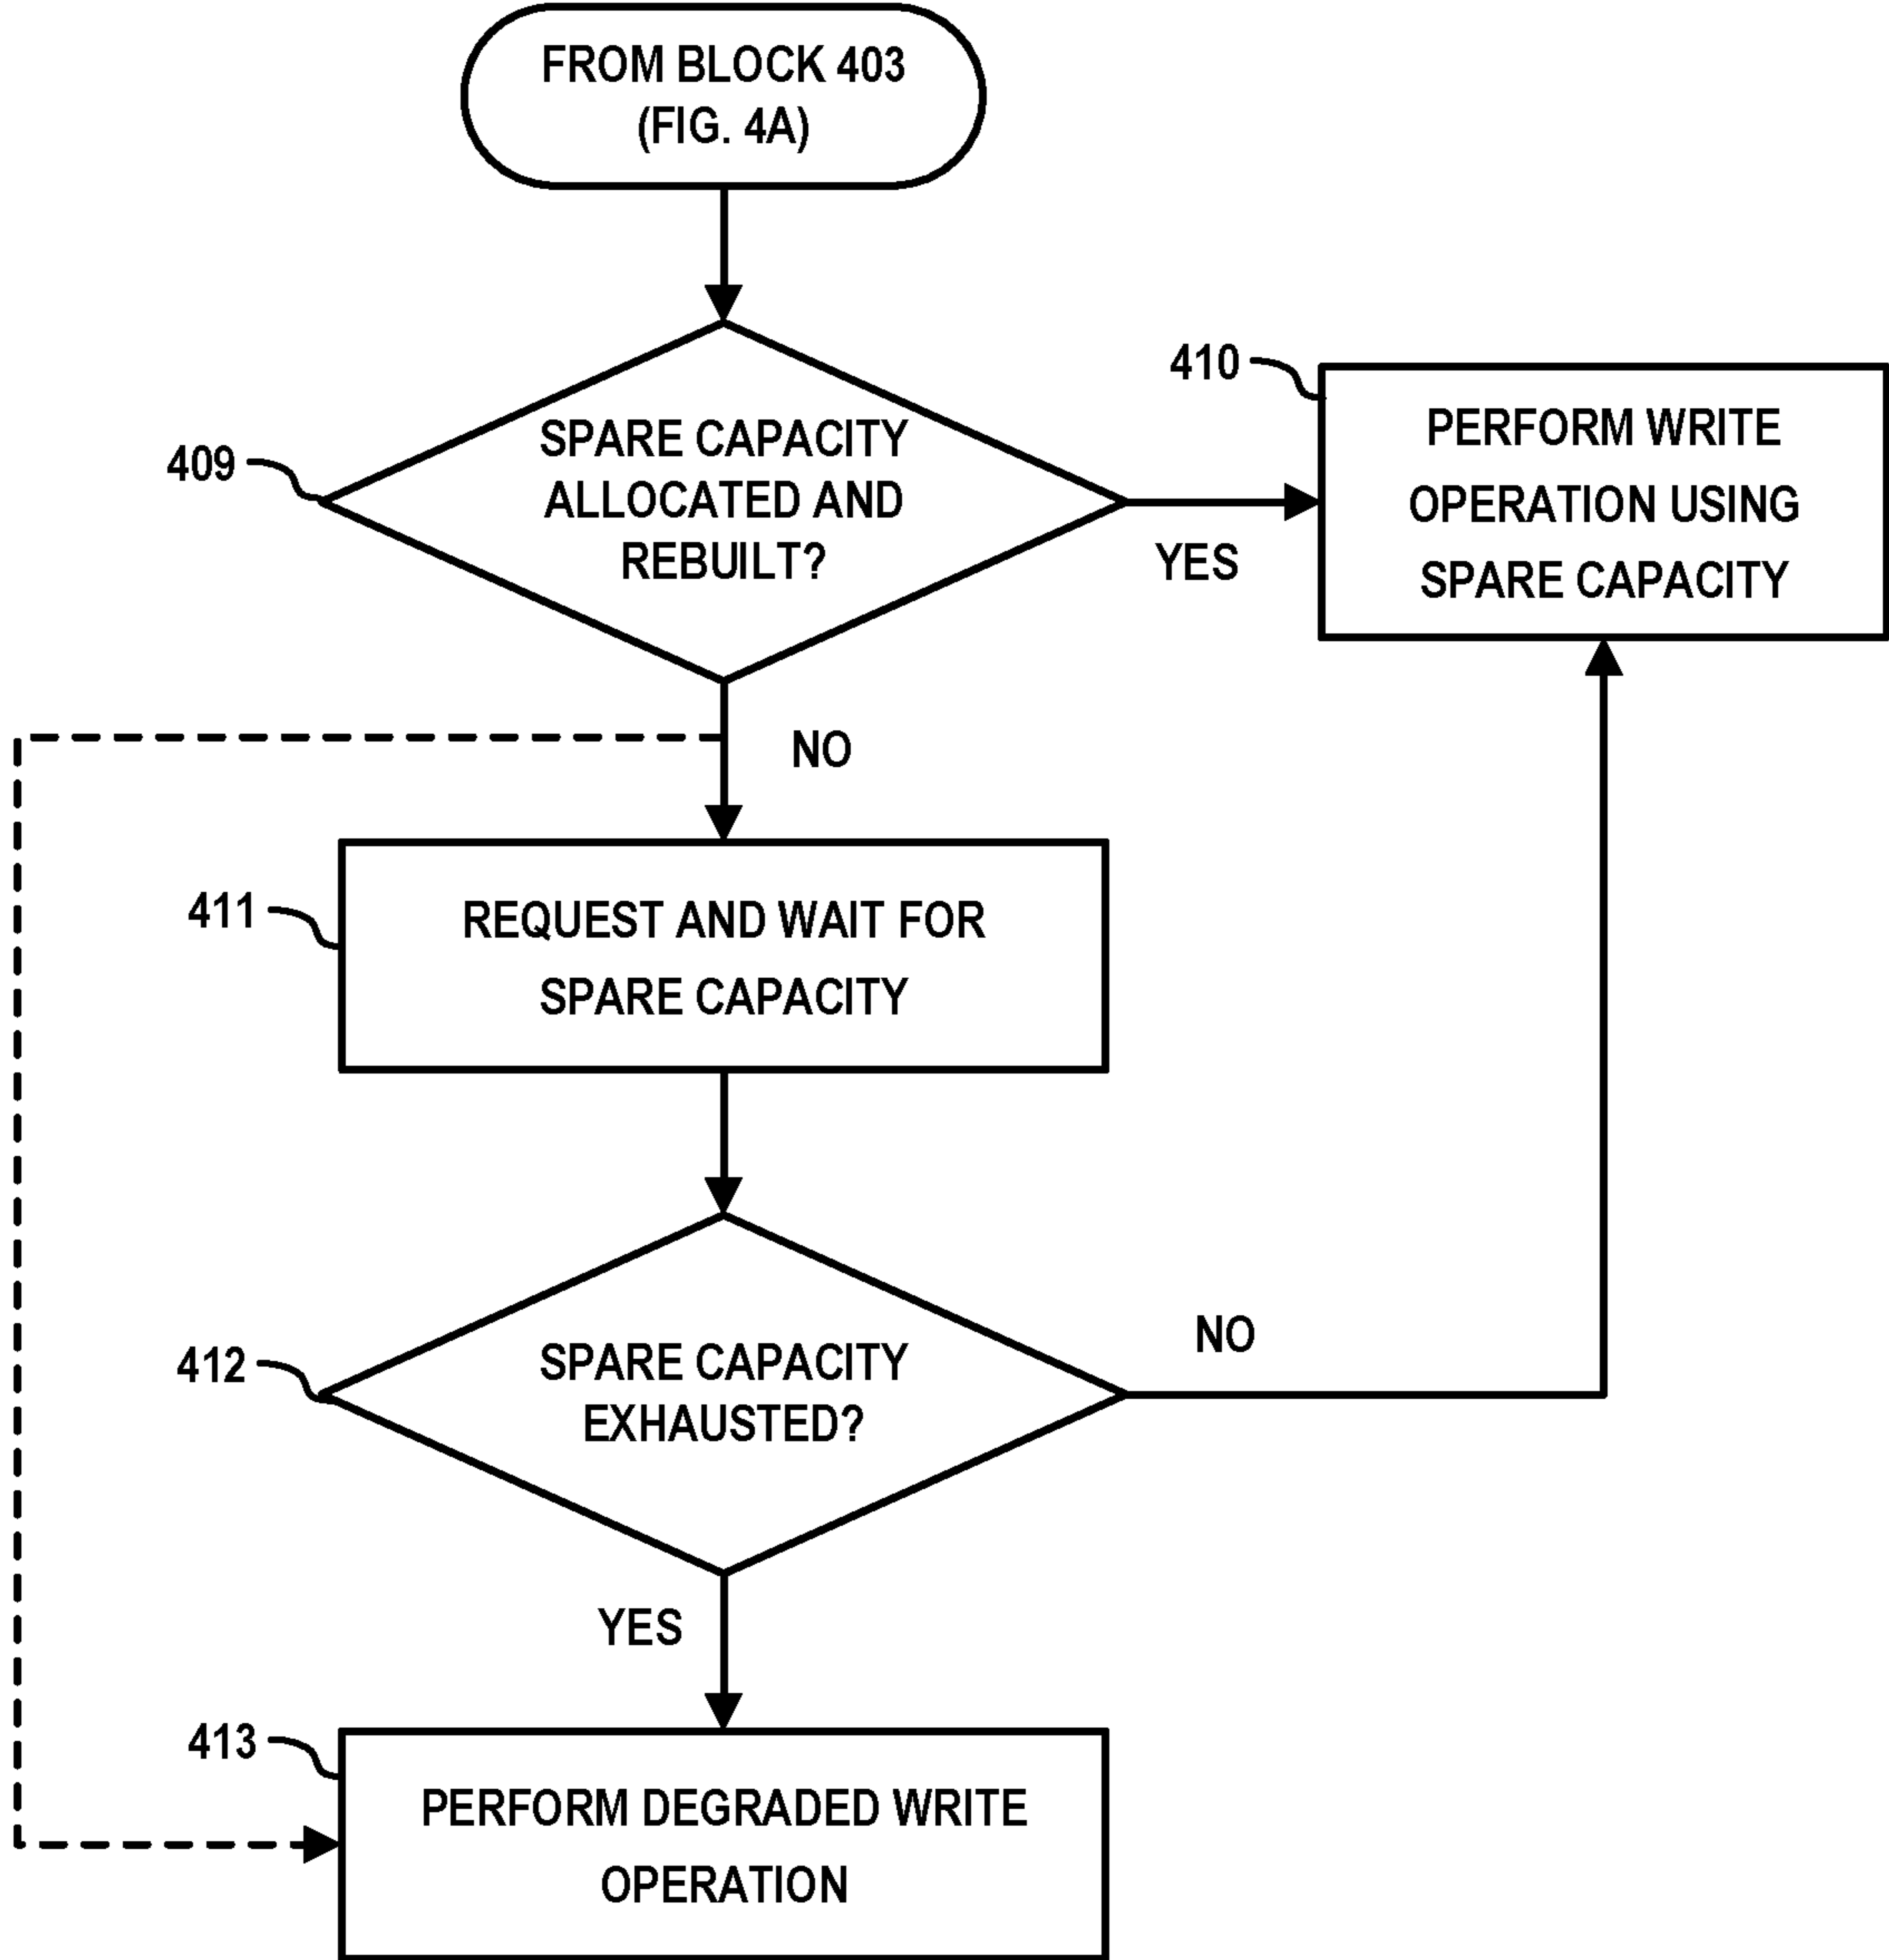 FROM BLOCK 403
(FIG. 4A)
409
SPARE CAPACITY
ALLOCATED AND
REBUILT?
YES
410
PERFORM WRITE
OPERATION USING
SPARE CAPACITY
NO
411
REQUEST AND WAIT FOR
SPARE CAPACITY
412
SPARE CAPACITY
EXHAUSTED?
NO
YES
413
PERFORM DEGRADED WRITE
OPERATION